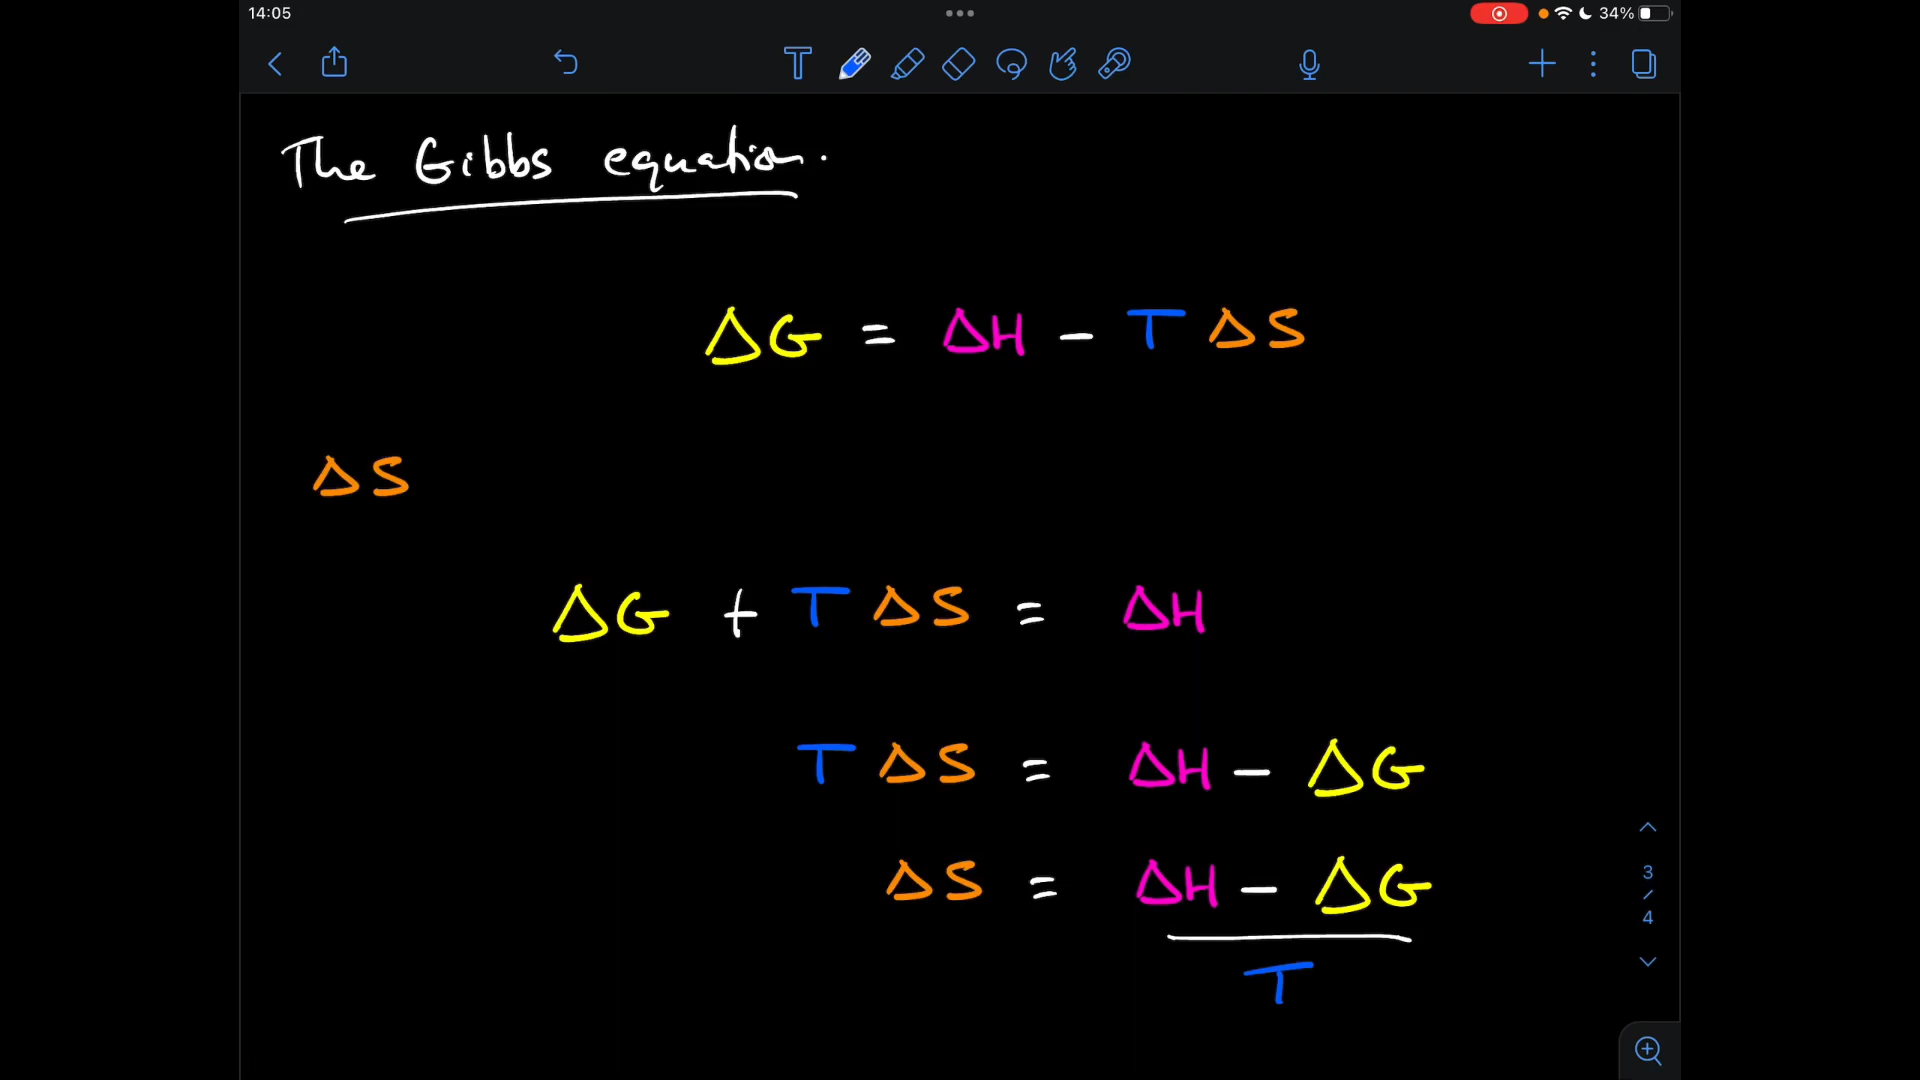 14:05
34%
The Gibbs equation.
ΔG = ΔH - TΔS
ΔS
ΔG + TΔS = ΔH
TΔS = ΔH - ΔG
ΔS = ΔH - ΔG
T
3
/
4